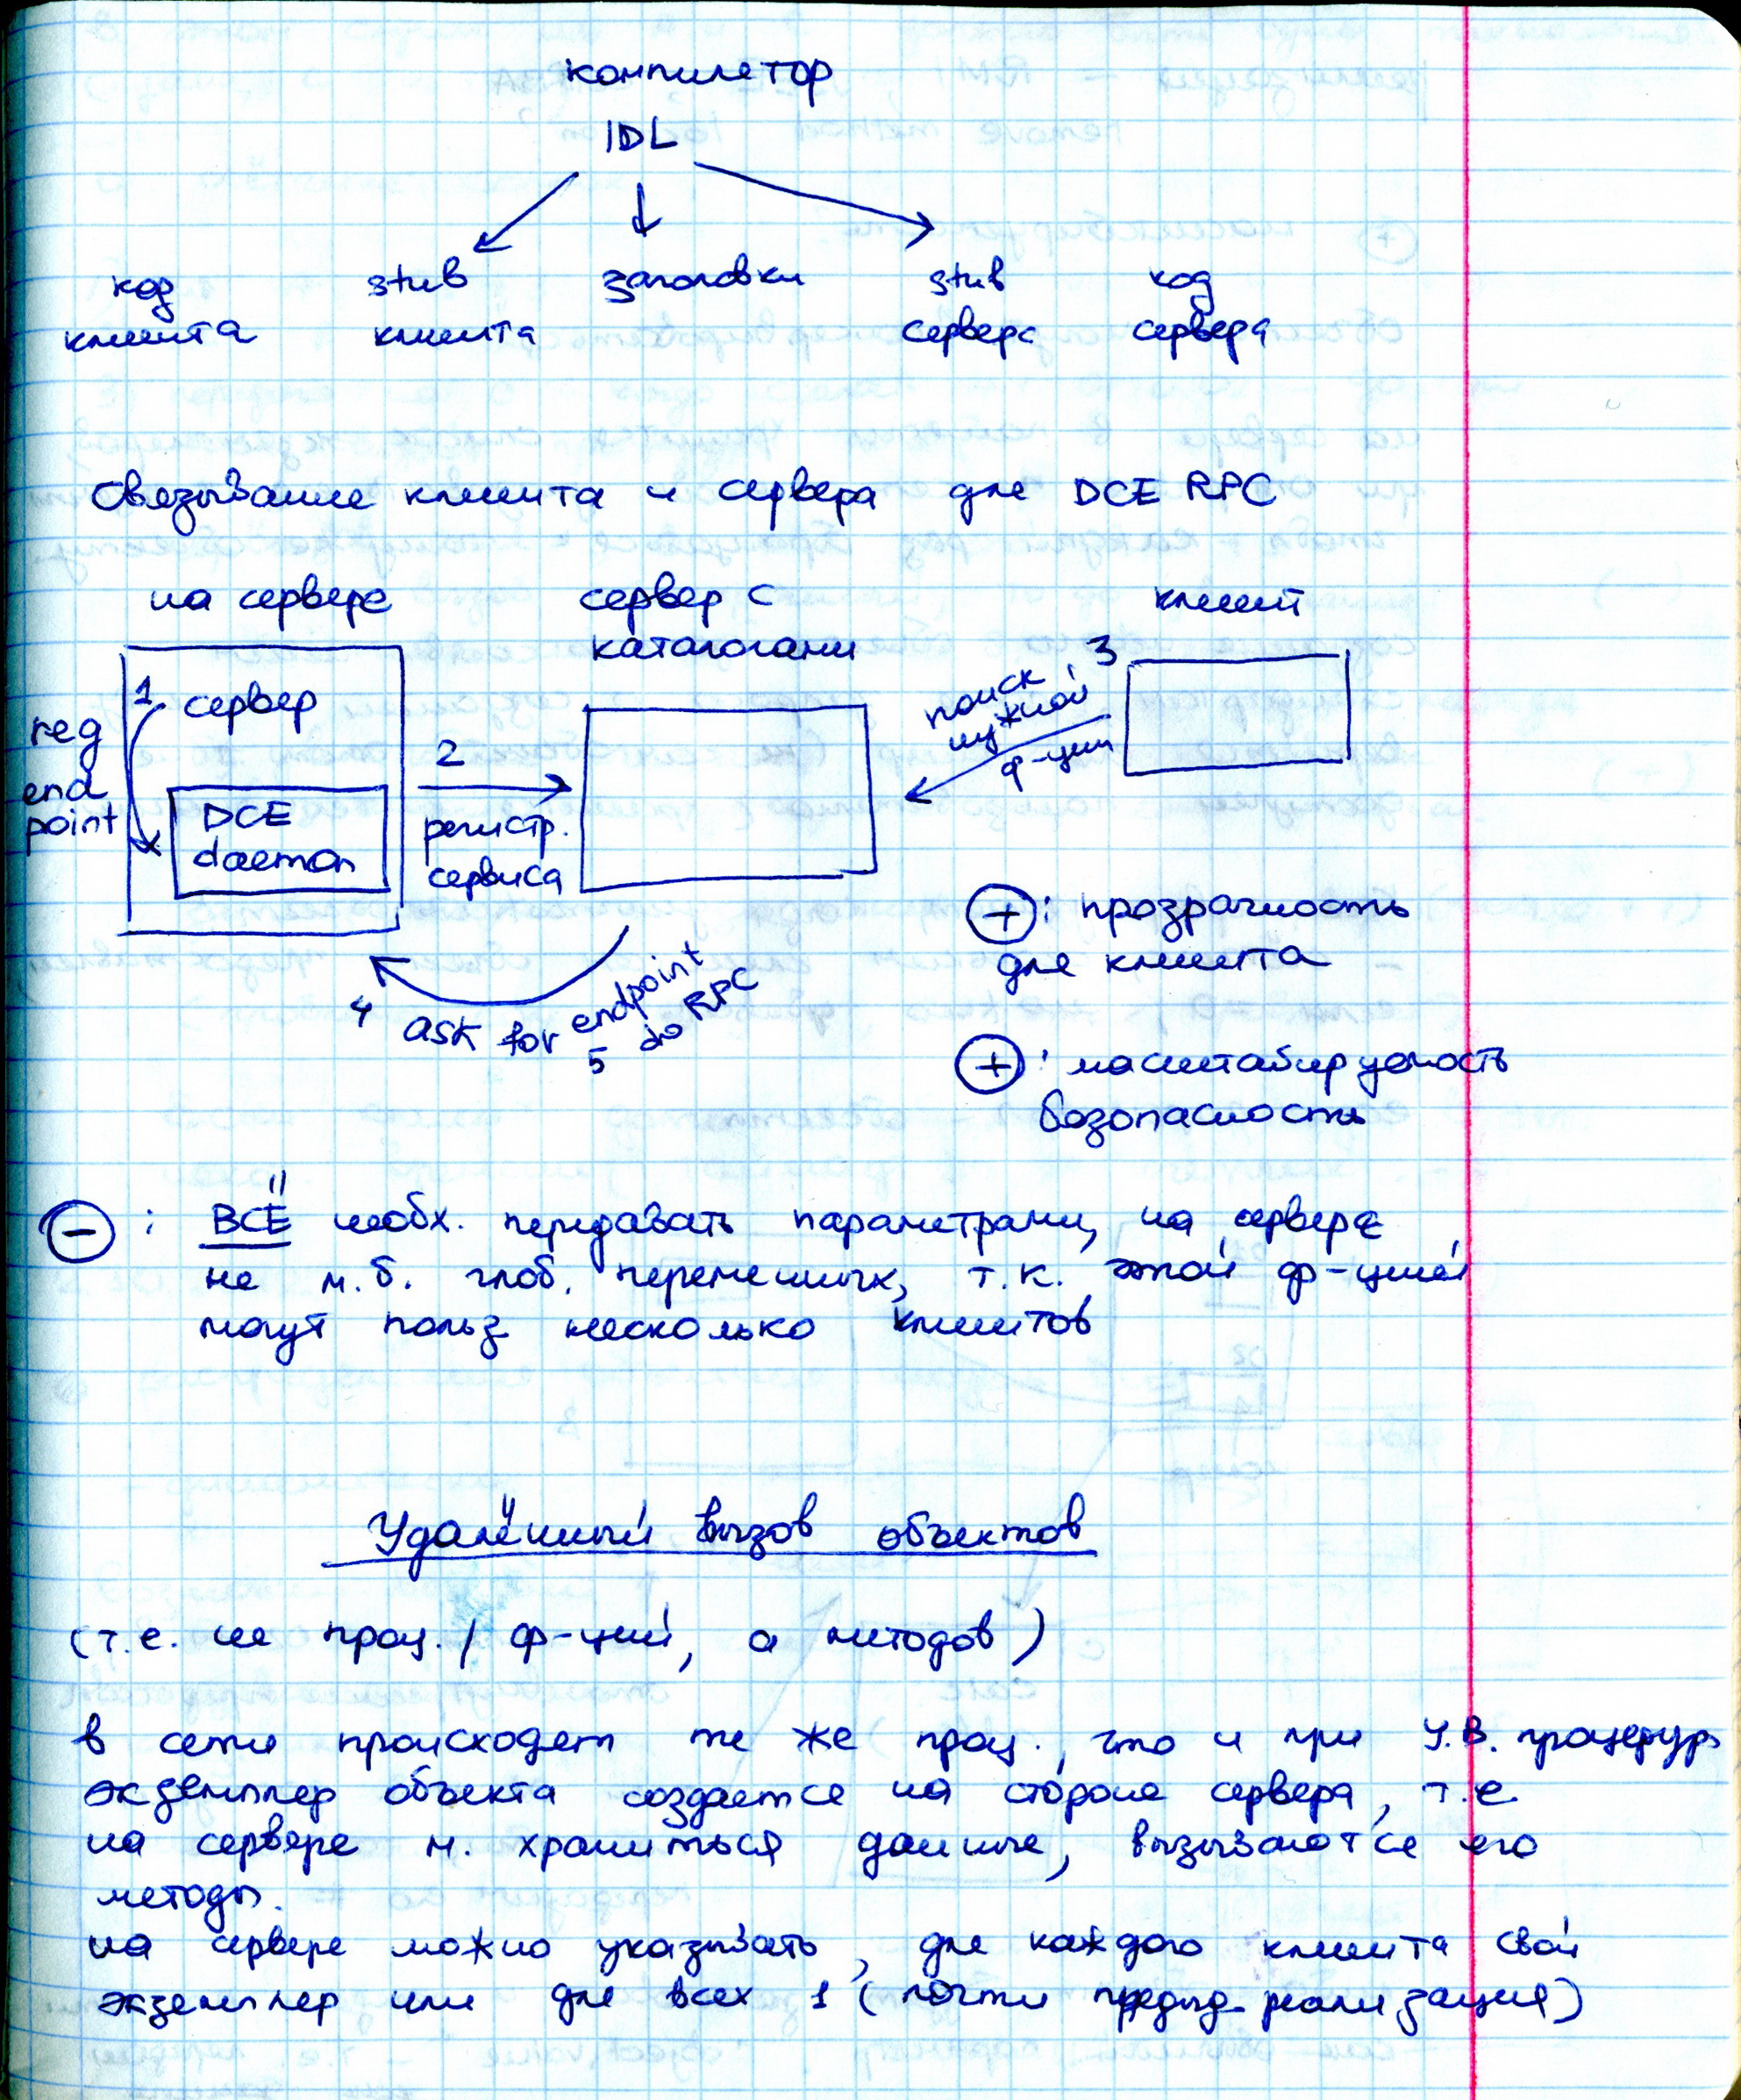 компилятор
IDL
код stub заголовки stub код
клиента клиента сервера сервера
Связывание клиента и сервера для DCE RPC
на сервере сервер с клиент
каталогами
1 сервер
reg
end
point
DCE
daemon
2
регистр.
сервиса
3
поиск
нужной
ф-ции
4 ask for endpoint
5 do RPC
+ : прозрачность
для клиента
+ : масштабируемость
безопасность
- : ВСЁ необх. передавать параметрами, на сервере
не м.б. глоб. переменных, т.к. этой ф-цией
могут польз несколько клиентов
Удалённый вызов объектов
(т.е. не проц. / ф-ций, а методов)
в сети происходят те же проц., что и при У.В. процедур
экземпляр объекта создается на стороне сервера, т.е
на сервере м. храниться данные, вызываются его
методы.
на сервере можно указывать, для каждого клиента свой
экземпляр или для всех 1 (почти предыд. реализация)